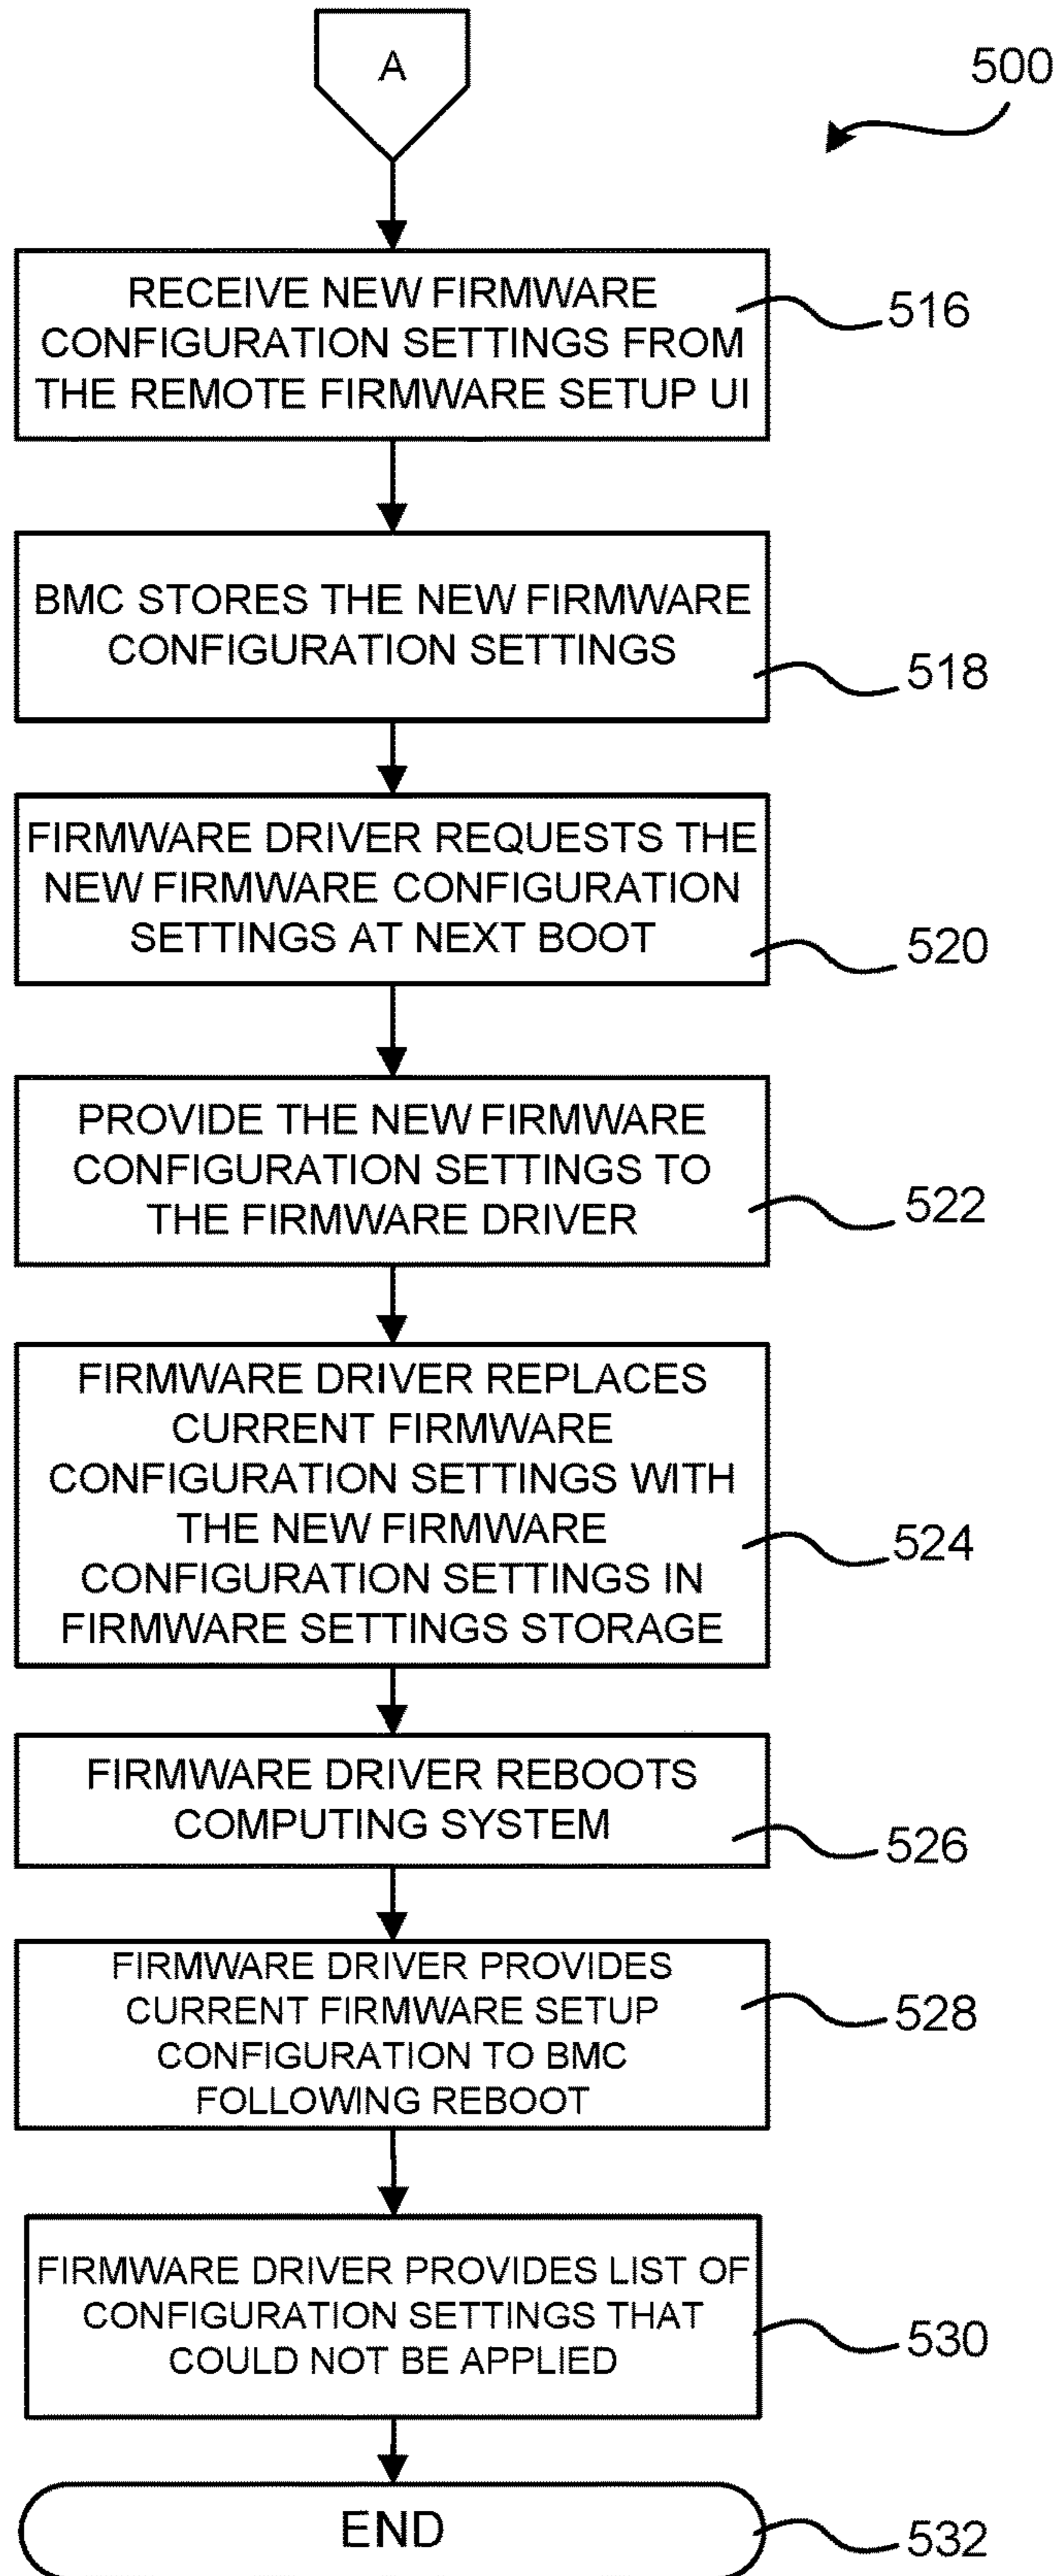 A
500
RECEIVE NEW FIRMWARE
CONFIGURATION SETTINGS FROM
THE REMOTE FIRMWARE SETUP UI
516
BMC STORES THE NEW FIRMWARE
CONFIGURATION SETTINGS
518
FIRMWARE DRIVER REQUESTS THE
NEW FIRMWARE CONFIGURATION
SETTINGS AT NEXT BOOT
520
PROVIDE THE NEW FIRMWARE
CONFIGURATION SETTINGS TO
THE FIRMWARE DRIVER
522
FIRMWARE DRIVER REPLACES
CURRENT FIRMWARE
CONFIGURATION SETTINGS WITH
THE NEW FIRMWARE
CONFIGURATION SETTINGS IN
FIRMWARE SETTINGS STORAGE
524
FIRMWARE DRIVER REBOOTS
COMPUTING SYSTEM
526
FIRMWARE DRIVER PROVIDES
CURRENT FIRMWARE SETUP
CONFIGURATION TO BMC
FOLLOWING REBOOT
528
FIRMWARE DRIVER PROVIDES LIST OF
CONFIGURATION SETTINGS THAT
COULD NOT BE APPLIED
530
END
532